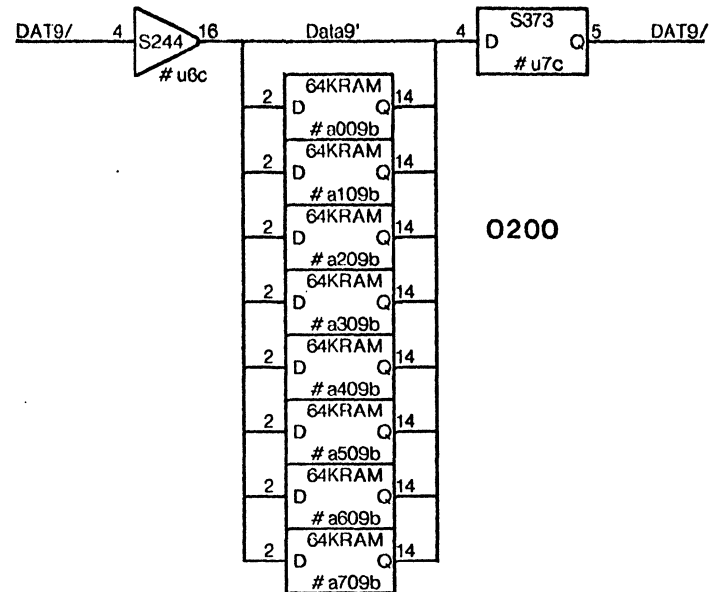 DAT9/ 4 S244 16 Data9' 4 S373 5 DAT9/
D Q
# u6c # u7c
64KRAM
2 D Q 14
# a009b
64KRAM
2 D Q 14
# a109b
64KRAM
2 D Q 14
# a209b
0200
64KRAM
2 D Q 14
# a309b
64KRAM
2 D Q 14
# a409b
64KRAM
2 D Q 14
# a509b
64KRAM
2 D Q 14
# a609b
64KRAM
2 D Q 14
# a709b